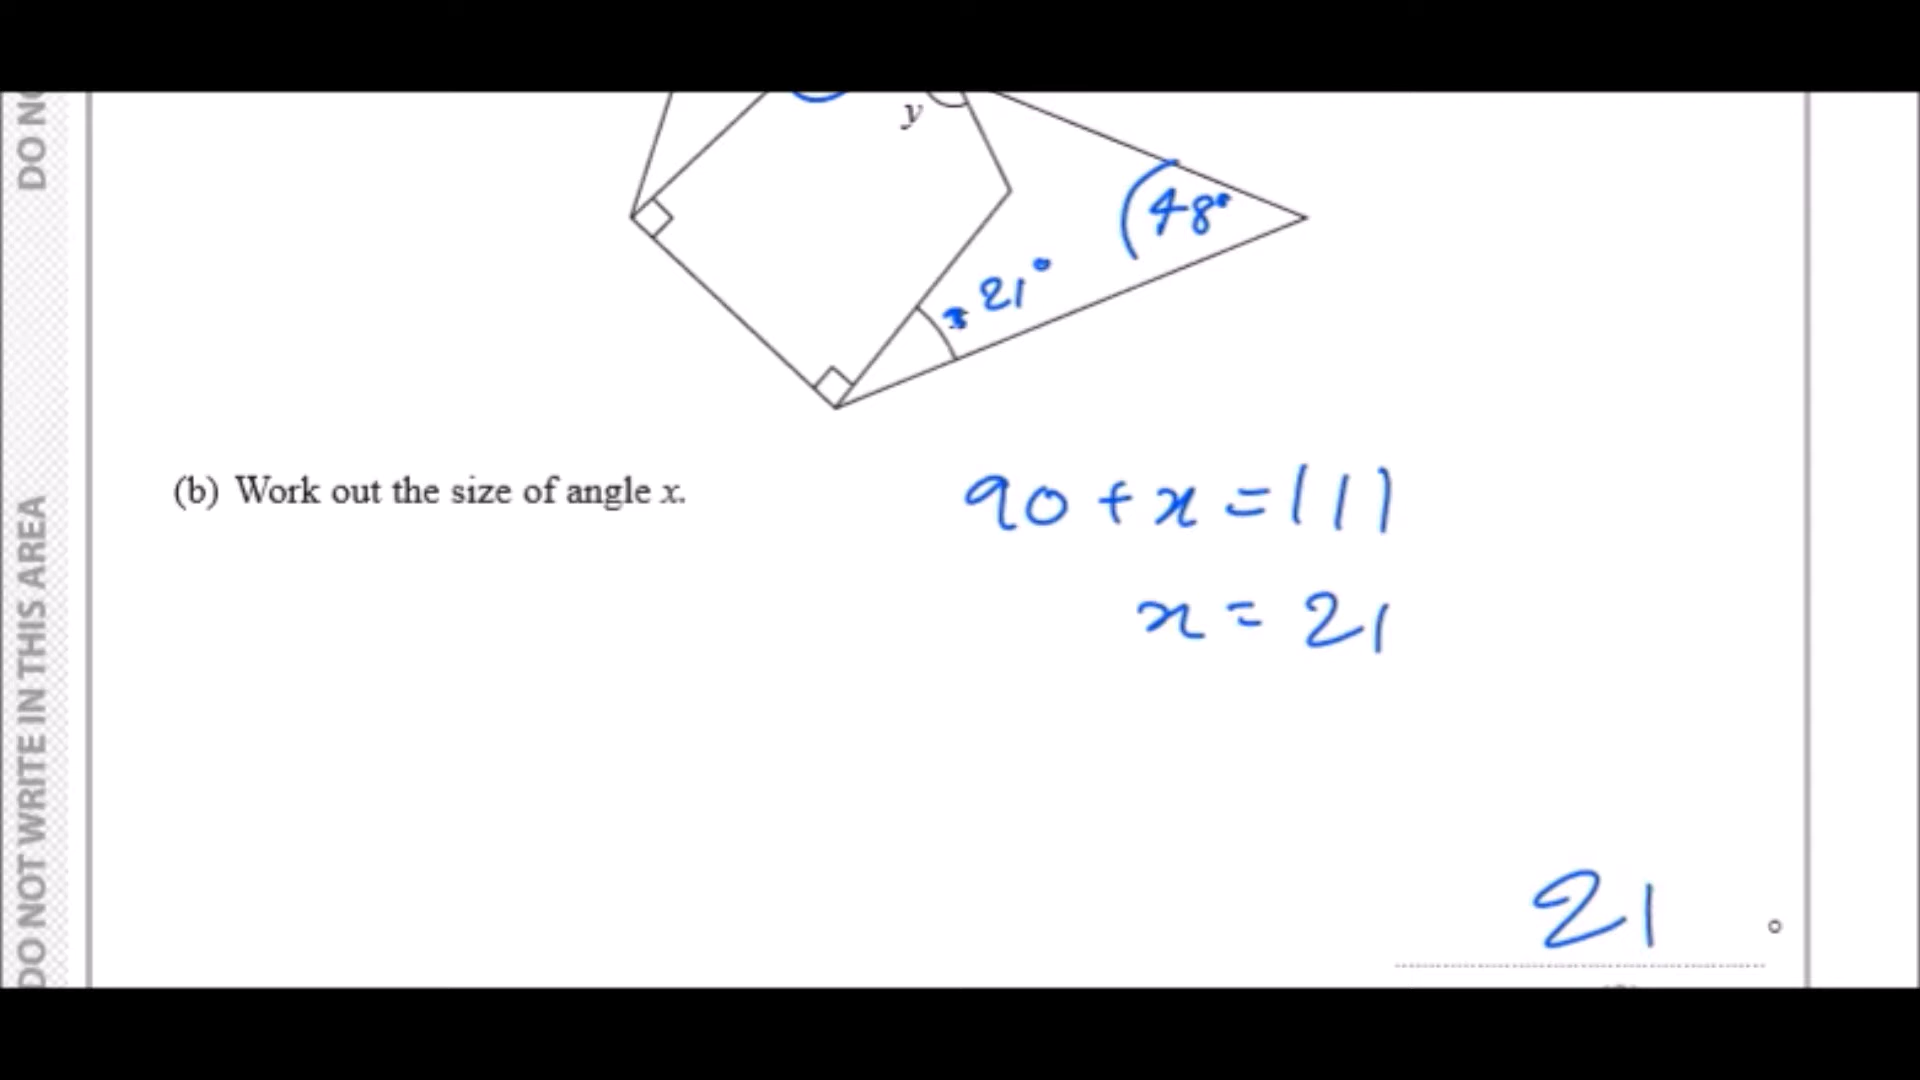 DO NO
y
48°
x 21°
(b) Work out the size of angle x.
90 + x = 111
x = 21
21 °
DO NOT WRITE IN THIS AREA